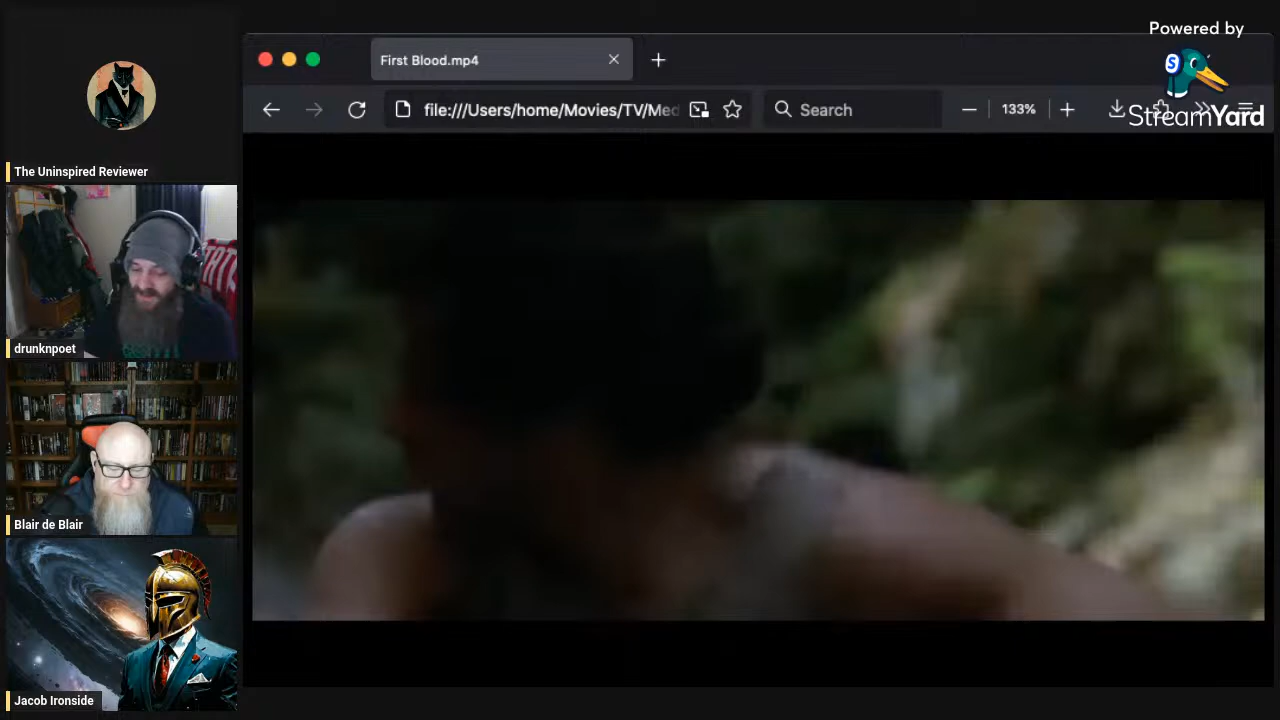 Powered by
StreamYard
First Blood.mp4
file:///Users/home/Movies/TV/Med
Search
133%
The Uninspired Reviewer
drunknpoet
Blair de Blair
Jacob Ironside